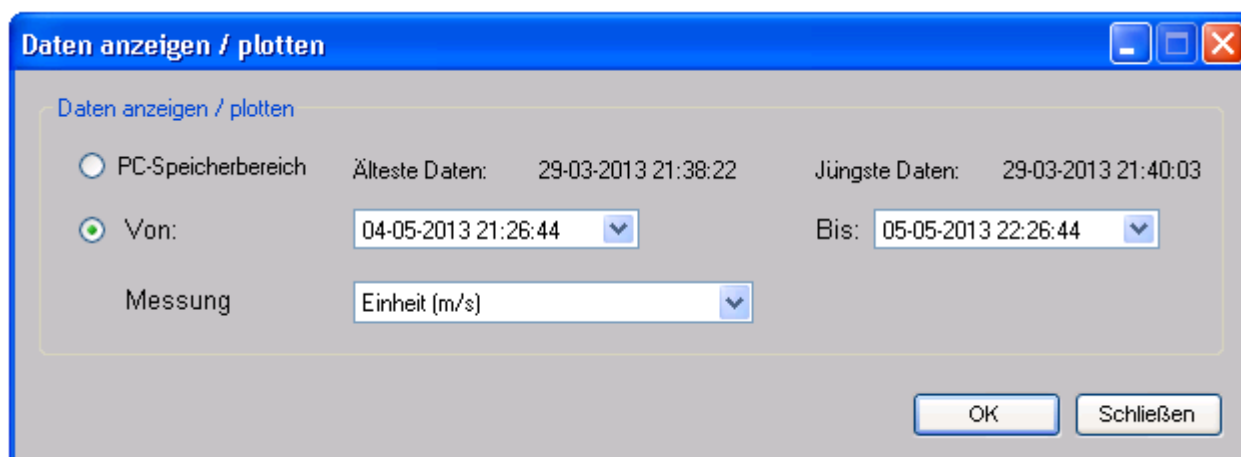 Daten anzeigen / plotten
Daten anzeigen / plotten
PC-Speicherbereich Älteste Daten: 29-03-2013 21:38:22 Jüngste Daten: 29-03-2013 21:40:03
Von: 04-05-2013 21:26:44 Bis: 05-05-2013 22:26:44
Messung Einheit (m/s)
OK Schließen